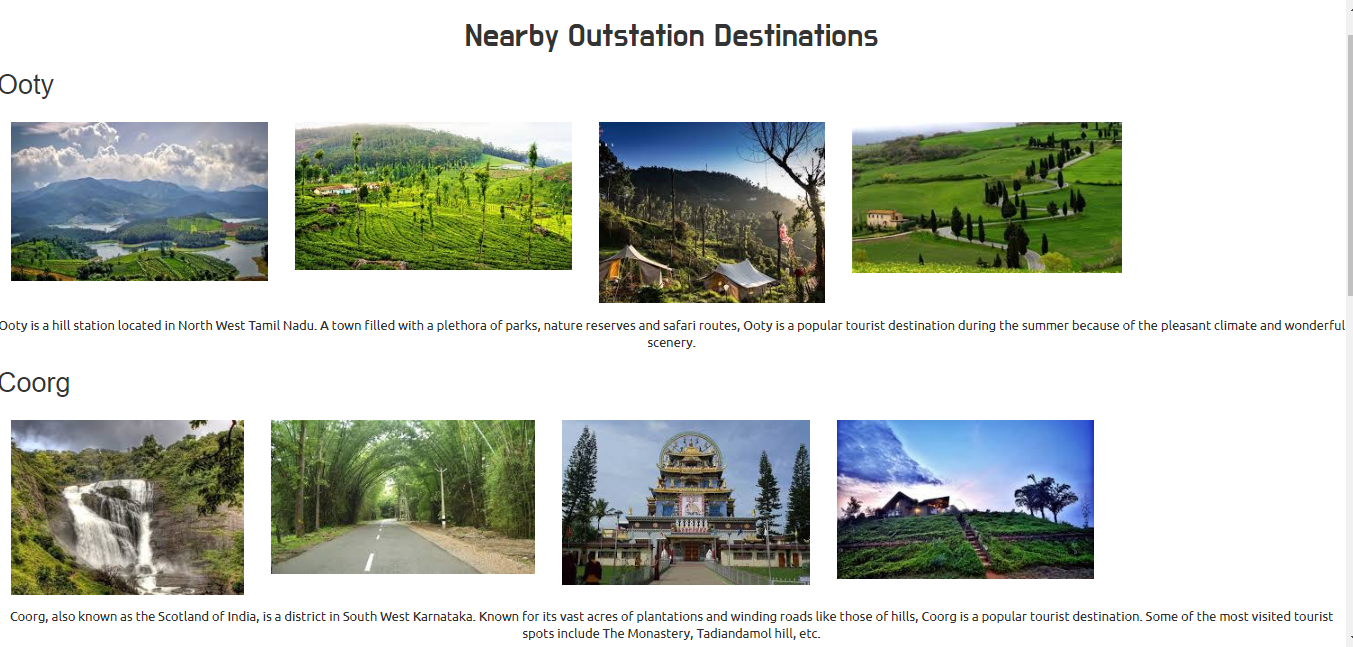 Nearby Outstation Destinations
Ooty
Ooty is a hill station located in North West Tamil Nadu. A town filled with a plethora of parks, nature reserves and safari routes, Ooty is a popular tourist destination during the summer because of the pleasant climate and wonderful
scenery.
Coorg
Coorg, also known as the Scotland of India, is a district in South West Karnataka. Known for its vast acres of plantations and winding roads like those of hills, Coorg is a popular tourist destination. Some of the most visited tourist
spots include The Monastery, Tadiandamol hill, etc.